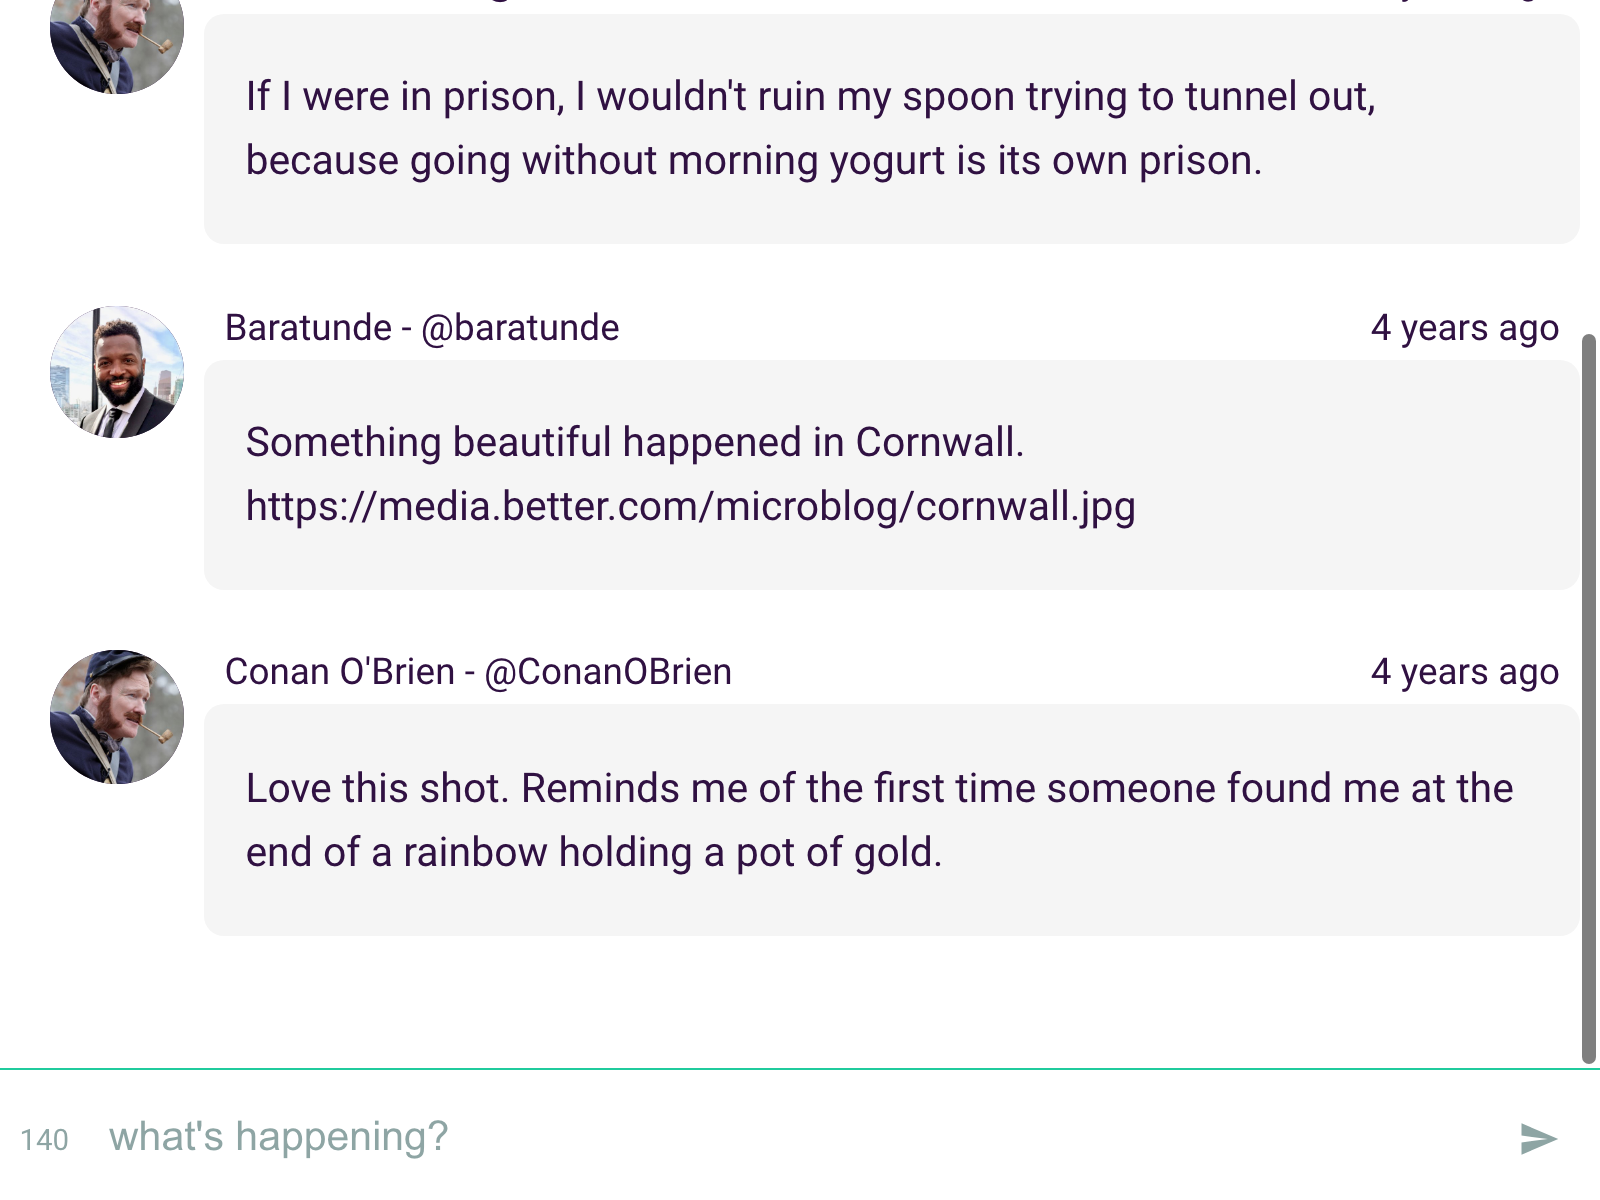 If I were in prison, I wouldn't ruin my spoon trying to tunnel out,
because going without morning yogurt is its own prison.
Baratunde - @baratunde
4 years ago
Something beautiful happened in Cornwall.
https://media.better.com/microblog/cornwall.jpg
Conan O'Brien - @ConanOBrien
4 years ago
Love this shot. Reminds me of the first time someone found me at the
end of a rainbow holding a pot of gold.
140
what's happening?